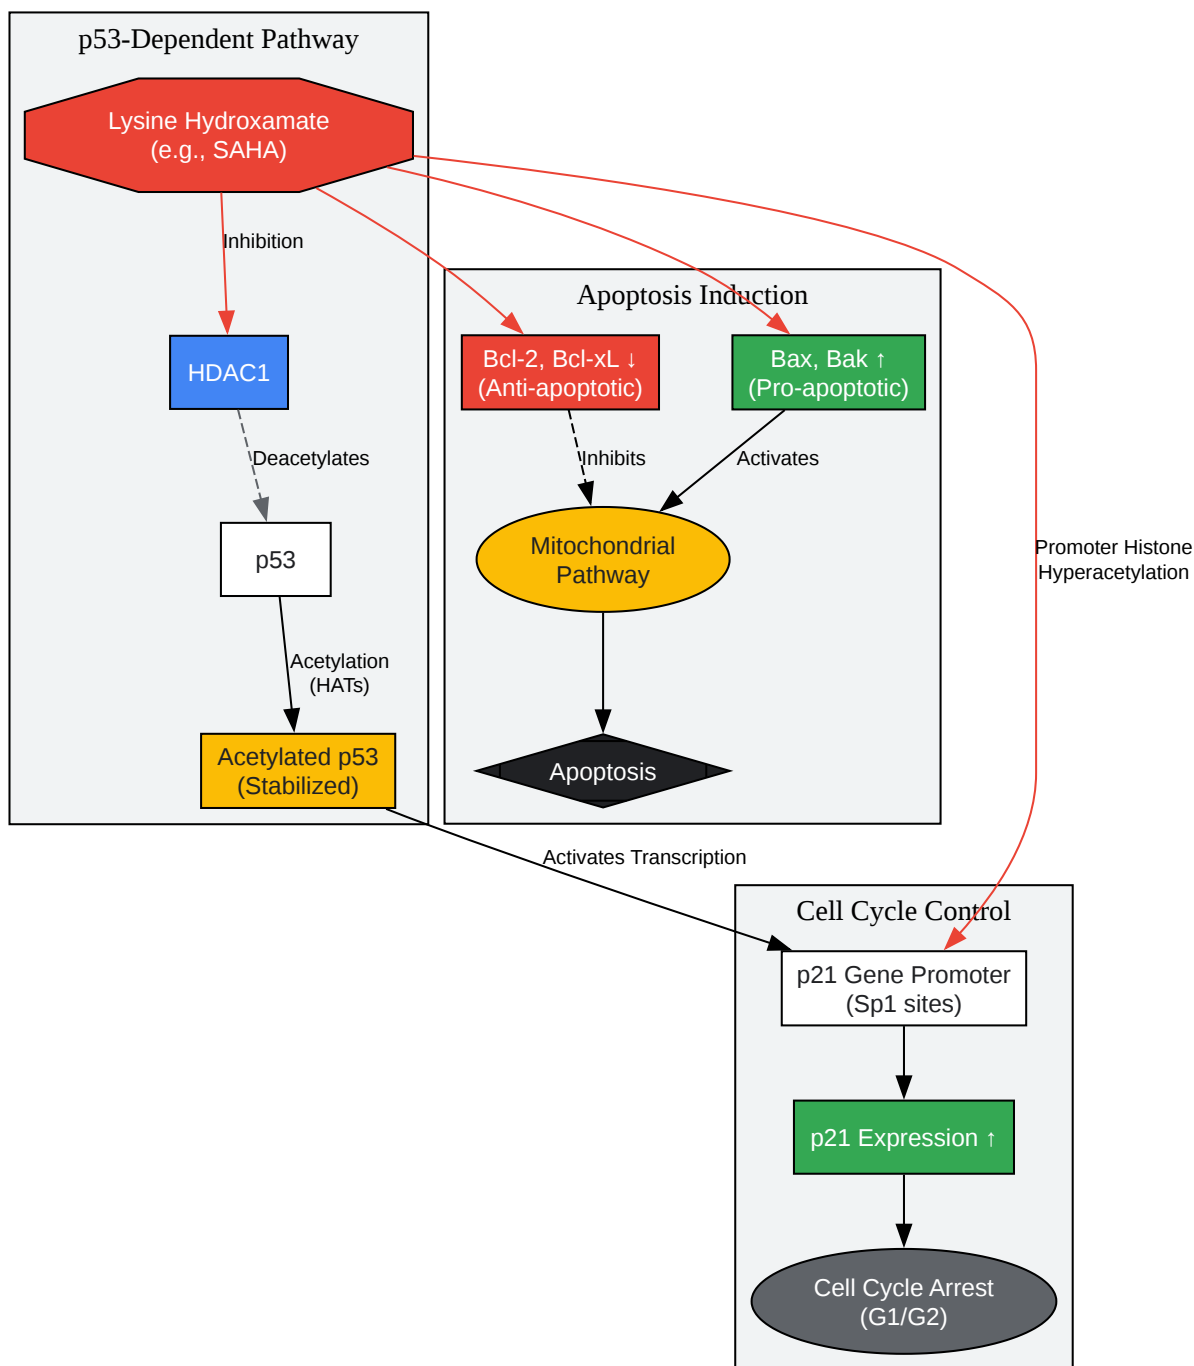 p53-Dependent Pathway
Lysine Hydroxamate
(e.g., SAHA)
Inhibition
HDAC1
Deacetylates
p53
Acetylation
(HATs)
Acetylated p53
(Stabilized)
Apoptosis Induction
Bcl-2, Bcl-xL ↓
(Anti-apoptotic)
Bax, Bak ↑
(Pro-apoptotic)
Inhibits
Activates
Mitochondrial
Pathway
Apoptosis
Promoter Histone
Hyperacetylation
Activates Transcription
Cell Cycle Control
p21 Gene Promoter
(Sp1 sites)
p21 Expression ↑
Cell Cycle Arrest
(G1/G2)